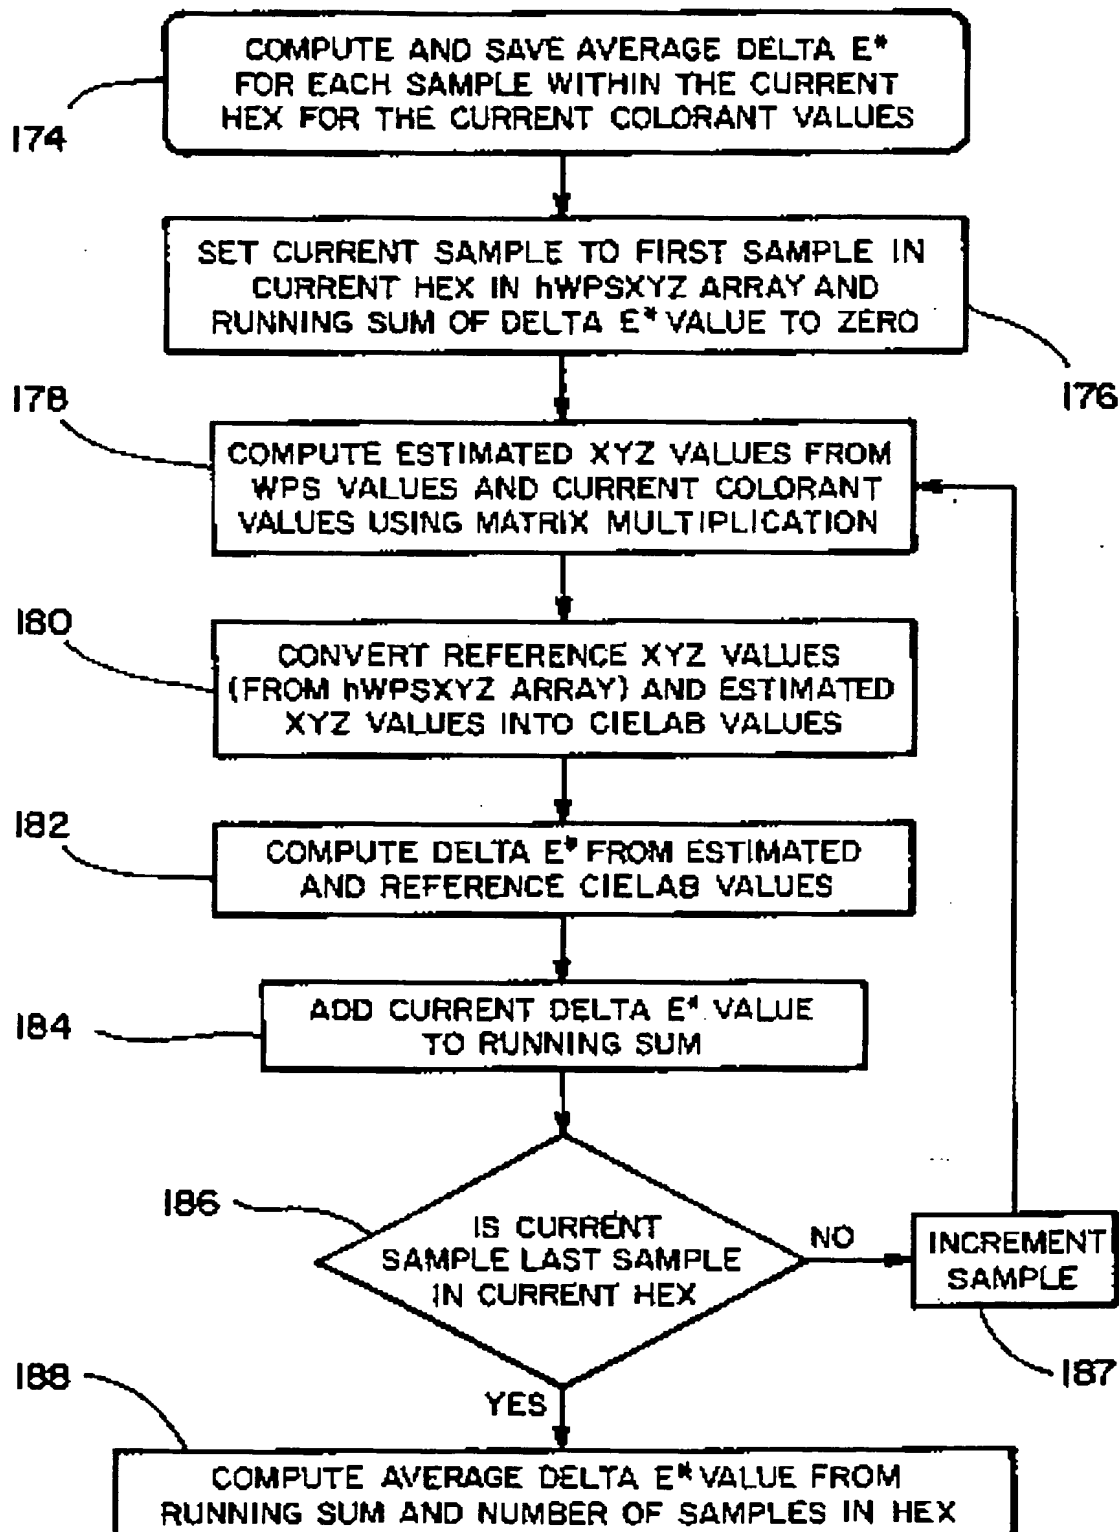 COMPUTE AND SAVE AVERAGE DELTA E*
FOR EACH SAMPLE WITHIN THE CURRENT
HEX FOR THE CURRENT COLORANT VALUES
174
SET CURRENT SAMPLE TO FIRST SAMPLE IN
CURRENT HEX IN hWPSXYZ ARRAY AND
RUNNING SUM OF DELTA E* VALUE TO ZERO
176
178
COMPUTE ESTIMATED XYZ VALUES FROM
WPS VALUES AND CURRENT COLORANT
VALUES USING MATRIX MULTIPLICATION
180
CONVERT REFERENCE XYZ VALUES
(FROM hWPSXYZ ARRAY) AND ESTIMATED
XYZ VALUES INTO CIELAB VALUES
182
COMPUTE DELTA E* FROM ESTIMATED
AND REFERENCE CIELAB VALUES
184
ADD CURRENT DELTA E* VALUE
TO RUNNING SUM
186
IS CURRENT
SAMPLE LAST SAMPLE
IN CURRENT HEX
NO
INCREMENT
SAMPLE
187
YES
188
COMPUTE AVERAGE DELTA E* VALUE FROM
RUNNING SUM AND NUMBER OF SAMPLES IN HEX